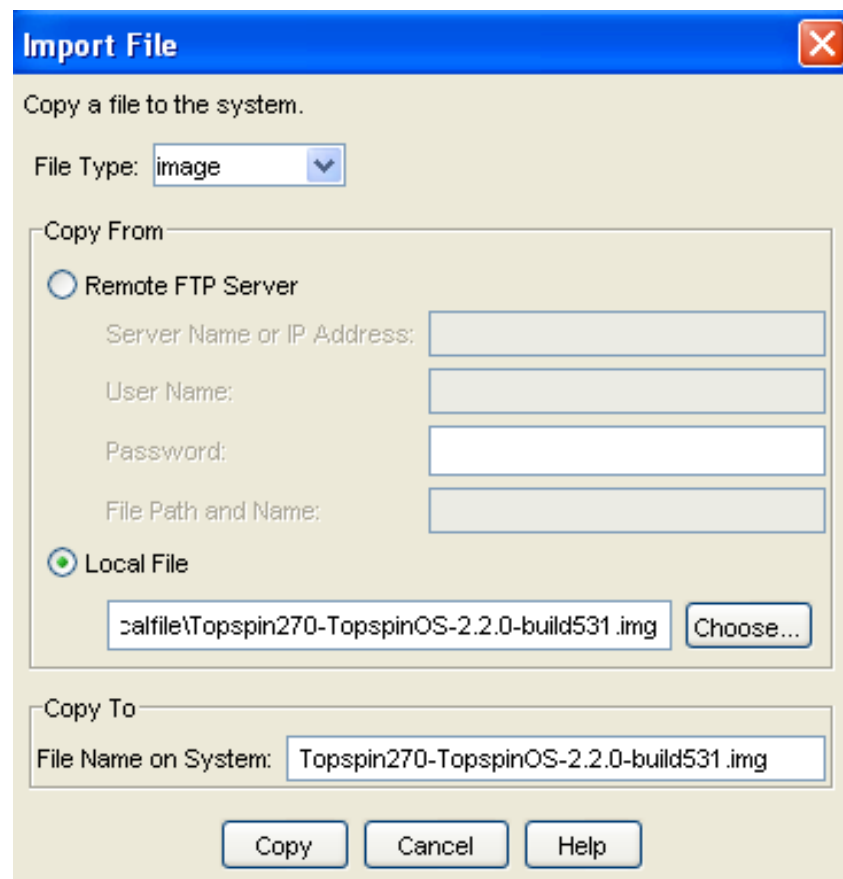 Import File
Copy a file to the system.
File Type: image
Copy From
Remote FTP Server
Server Name or IP Address:
User Name:
Password:
File Path and Name:
Local File
calfile\Topspin270-TopspinOS-2.2.0-build531.img Choose...
Copy To
File Name on System: Topspin270-TopspinOS-2.2.0-build531.img
Copy Cancel Help